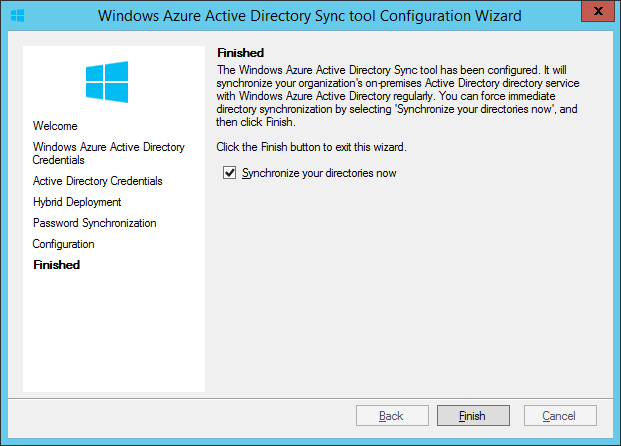 Windows Azure Active Directory Sync tool Configuration Wizard
x
Welcome
Windows Azure Active Directory
Credentials
Active Directory Credentials
Hybrid Deployment
Password Synchronization
Configuration
Finished
Finished
The Windows Azure Active Directory Sync tool has been configured. It will
synchronize your organization's on-premises Active Directory directory service
with Windows Azure Active Directory regularly. You can force immediate
directory synchronization by selecting 'Synchronize your directories now', and
then click Finish.
Click the Finish button to exit this wizard.
Synchronize your directories now
Back
Finish
Cancel